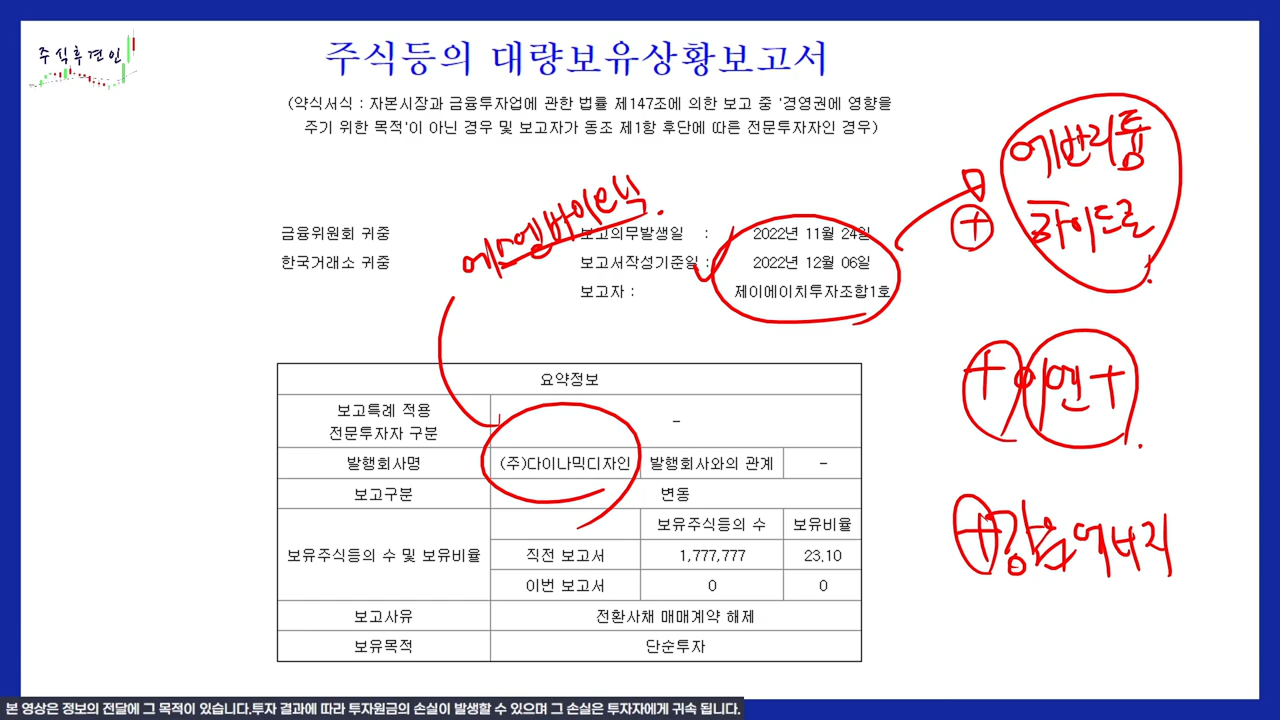 주식후견인
주식등의 대량보유상황보고서
(약식서식 : 자본시장과 금융투자업에 관한 법률 제147조에 의한 보고 중 '경영권에 영향을
주기 위한 목적'이 아닌 경우 및 보고자가 동조 제1항 후단에 따른 전문투자자인 경우)
에반리튬
하이드로
에스엠바이오닉
금융위원회 귀중 보고의무발생일 : 2022년 11월 24일
한국거래소 귀중 보고서작성기준일 : 2022년 12월 06일
보고자 : 제이에이치투자조합1호
+
+ 이엔+
+ 강동에너지
요약정보
보고특례 적용 전문투자자 구분 -
발행회사명 (주)다이나믹디자인 발행회사와의 관계 -
보고구분 변동
보유주식등의 수 보유비율
보유주식등의 수 및 보유비율 직전 보고서 1,777,777 23.10
이번 보고서 0 0
보고사유 전환사채 매매계약 해제
보유목적 단순투자
본 영상은 정보의 전달에 그 목적이 있습니다.투자 결과에 따라 투자원금의 손실이 발생할 수 있으며 그 손실은 투자자에게 귀속 됩니다.